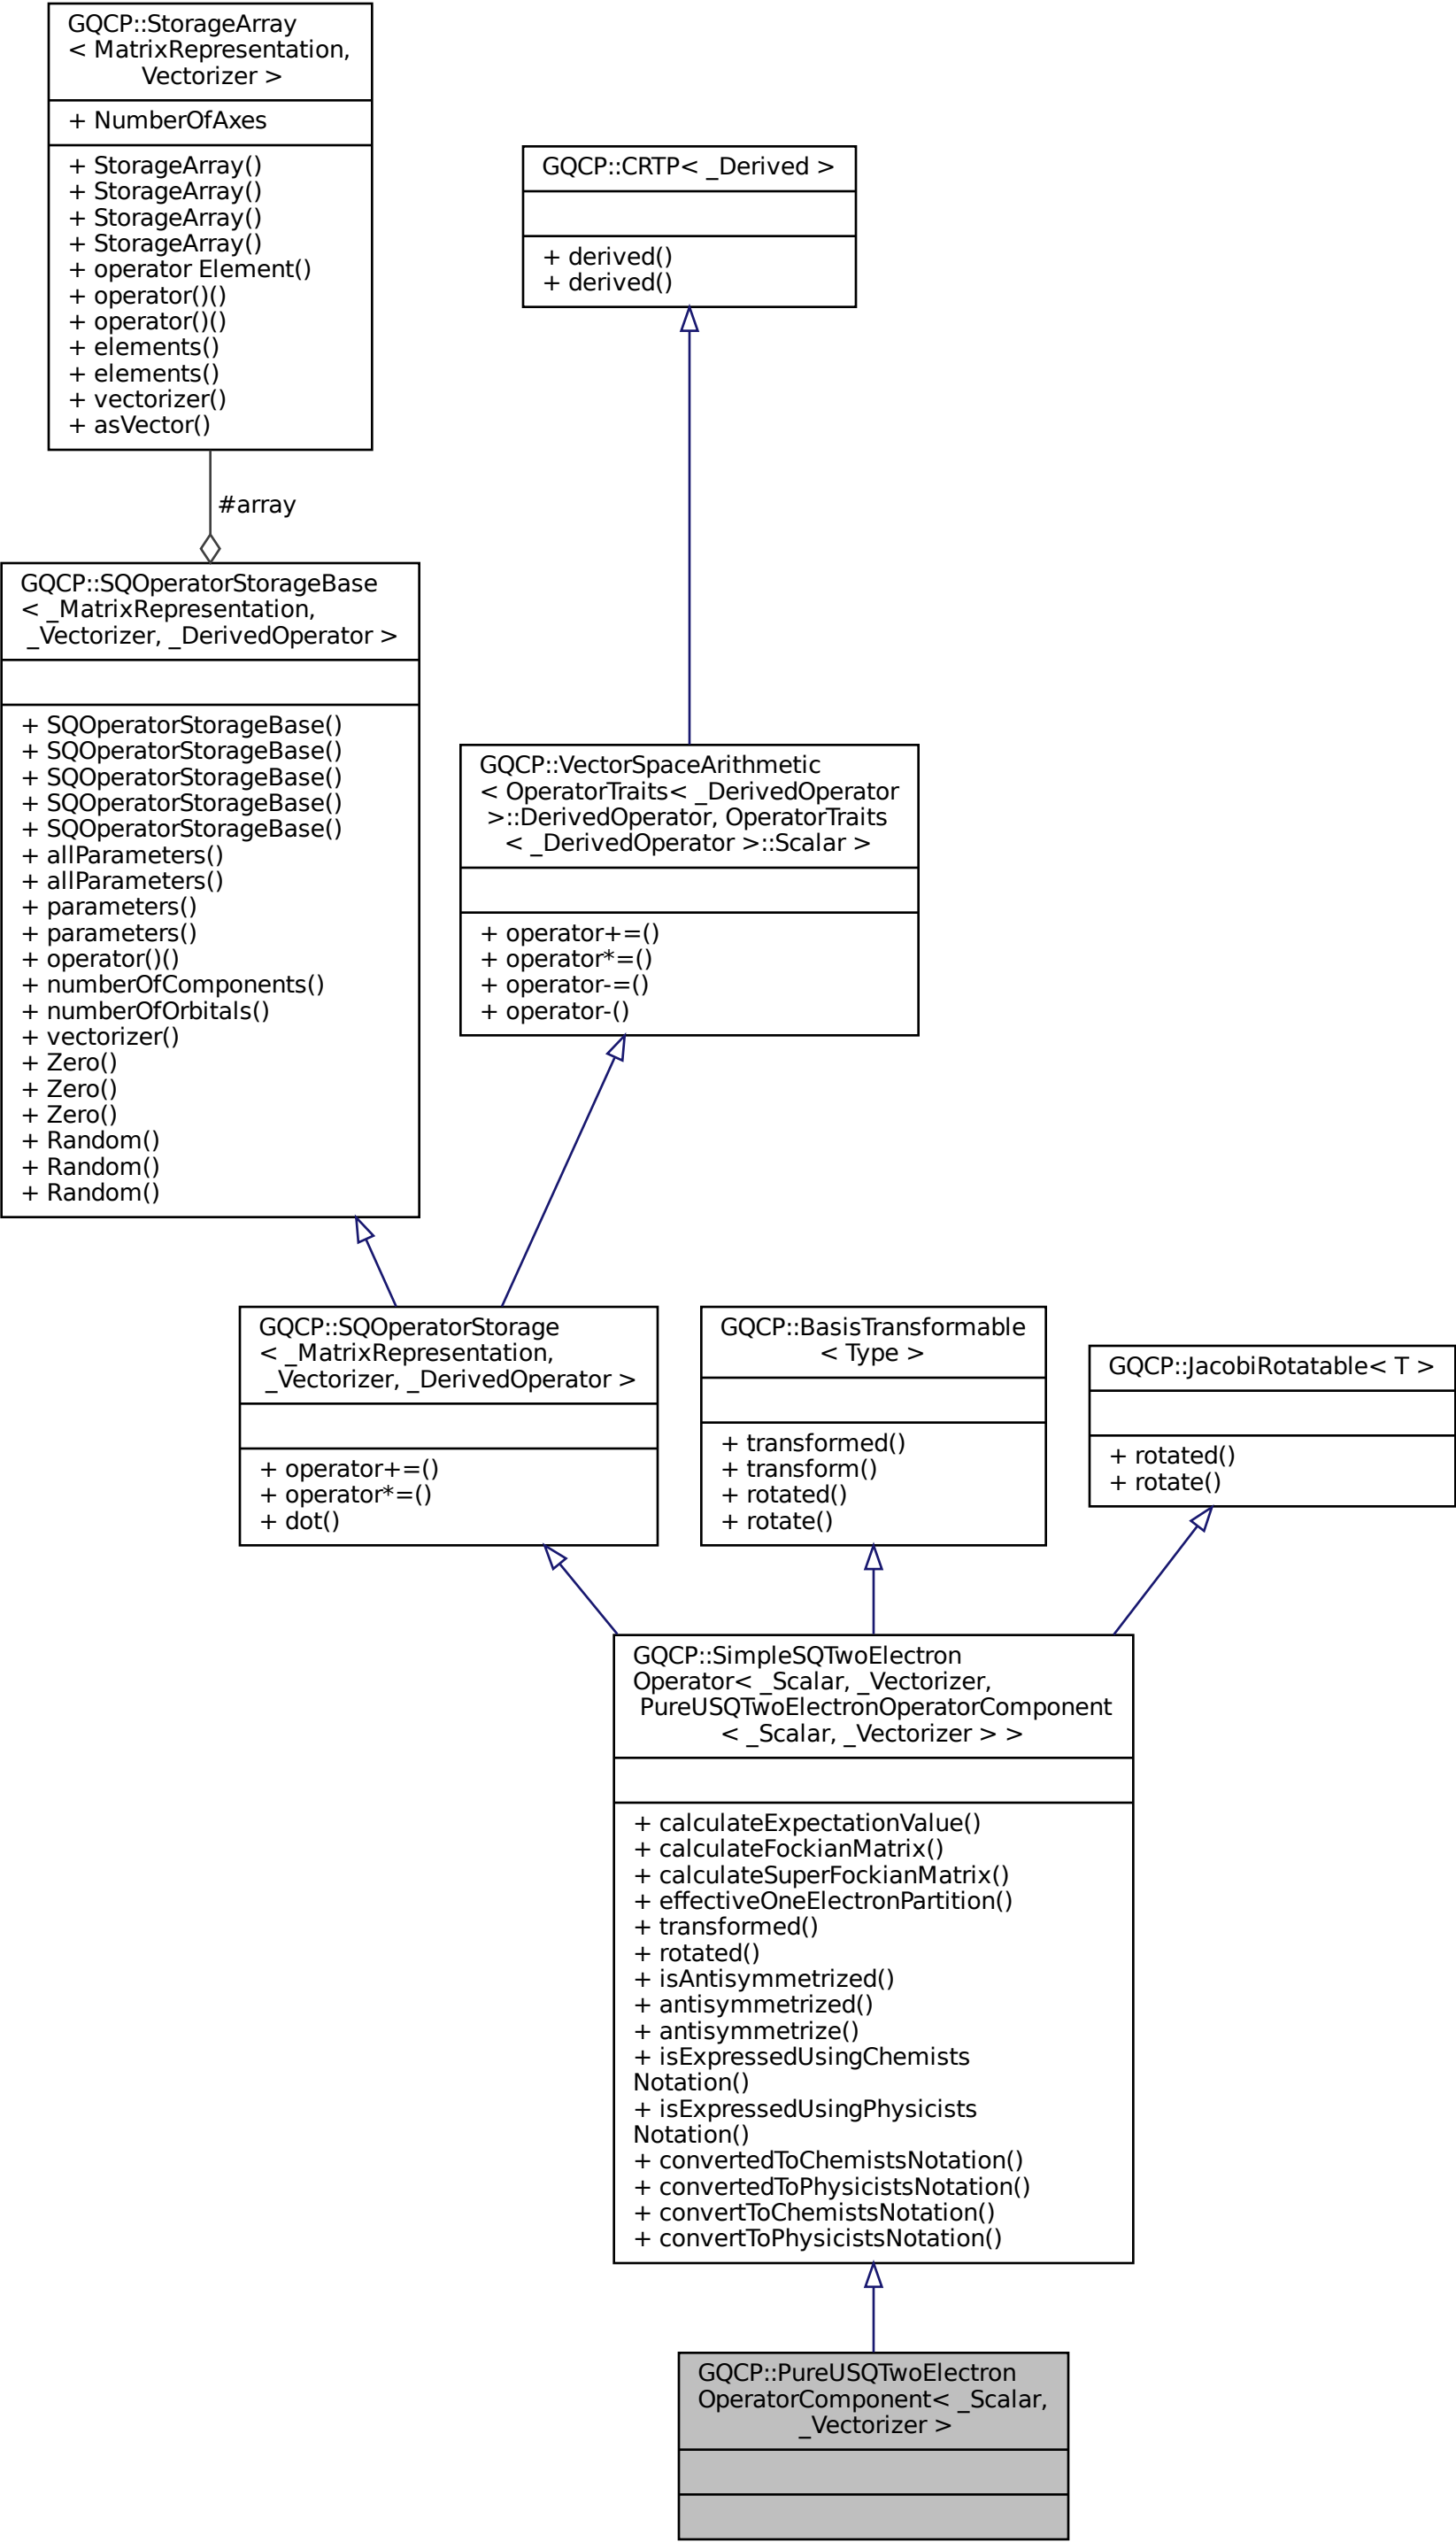 GQCP::StorageArray
< MatrixRepresentation,
Vectorizer >
+ NumberOfAxes
+ StorageArray()
+ StorageArray()
+ StorageArray()
+ StorageArray()
+ operator Element()
+ operator()()
+ operator()()
+ elements()
+ elements()
+ vectorizer()
+ asVector()
#array
GQCP::CRTP< _Derived >
+ derived()
+ derived()
GQCP::SQOperatorStorageBase
< _MatrixRepresentation,
_Vectorizer, _DerivedOperator >
+ SQOperatorStorageBase()
+ SQOperatorStorageBase()
+ SQOperatorStorageBase()
+ SQOperatorStorageBase()
+ SQOperatorStorageBase()
+ allParameters()
+ allParameters()
+ parameters()
+ parameters()
+ operator()()
+ numberOfComponents()
+ numberOfOrbitals()
+ vectorizer()
+ Zero()
+ Zero()
+ Zero()
+ Random()
+ Random()
+ Random()
GQCP::VectorSpaceArithmetic
< OperatorTraits< _DerivedOperator
>::DerivedOperator, OperatorTraits
< _DerivedOperator >::Scalar >
+ operator+=()
+ operator*=()
+ operator-=()
+ operator-()
GQCP::SQOperatorStorage
< _MatrixRepresentation,
_Vectorizer, _DerivedOperator >
+ operator+=()
+ operator*=()
+ dot()
GQCP::BasisTransformable
< Type >
+ transformed()
+ transform()
+ rotated()
+ rotate()
GQCP::JacobiRotatable< T >
+ rotated()
+ rotate()
GQCP::SimpleSQTwoElectron
Operator< _Scalar, _Vectorizer,
PureUSQTwoElectronOperatorComponent
< _Scalar, _Vectorizer > >
+ calculateExpectationValue()
+ calculateFockianMatrix()
+ calculateSuperFockianMatrix()
+ effectiveOneElectronPartition()
+ transformed()
+ rotated()
+ isAntisymmetrized()
+ antisymmetrized()
+ antisymmetrize()
+ isExpressedUsingChemists
Notation()
+ isExpressedUsingPhysicists
Notation()
+ convertedToChemistsNotation()
+ convertedToPhysicistsNotation()
+ convertToChemistsNotation()
+ convertToPhysicistsNotation()
GQCP::PureUSQTwoElectron
OperatorComponent< _Scalar,
_Vectorizer >